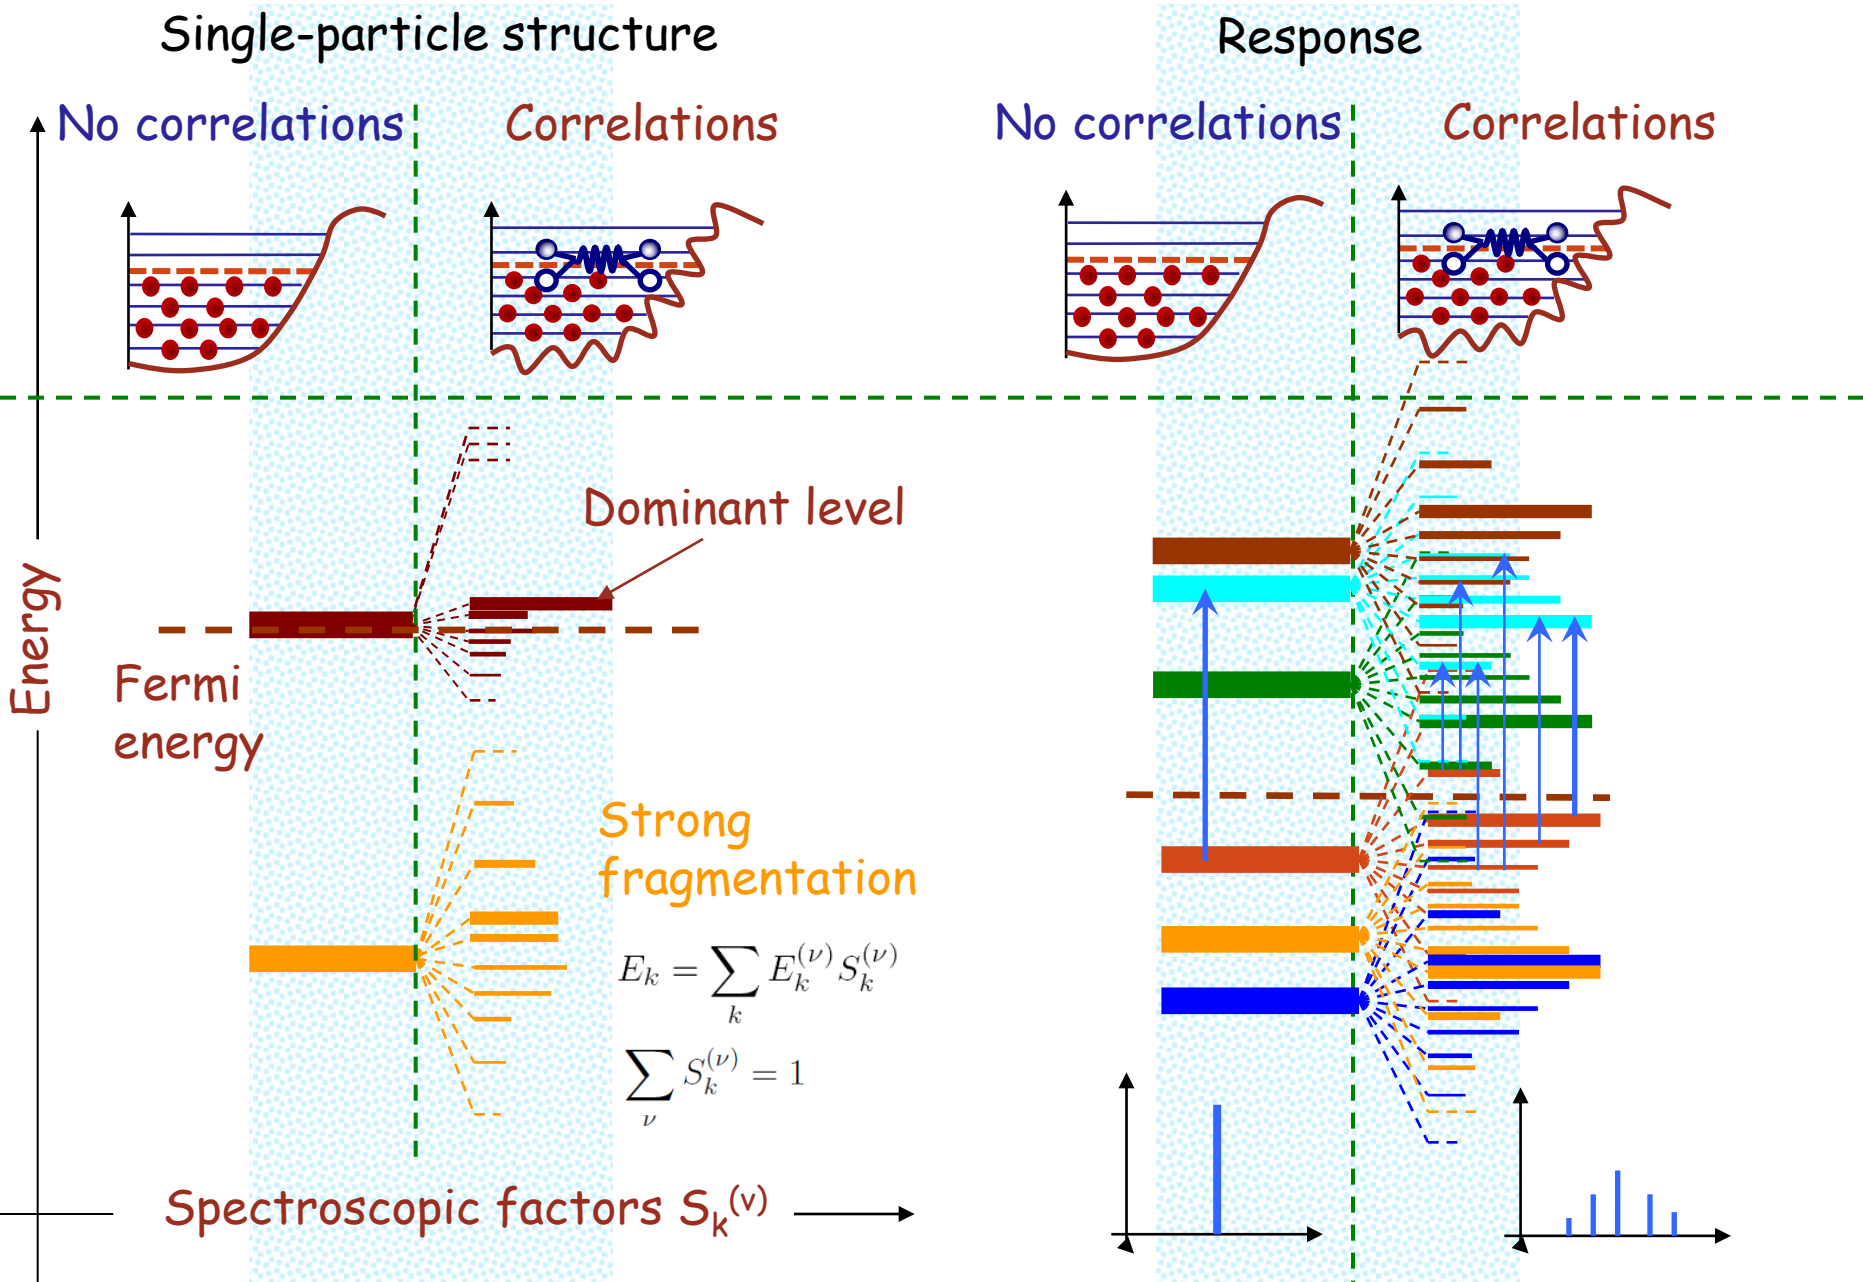 Single-particle structure
Response
No correlations
Correlations
No correlations
Correlations
Dominant level
Energy
Fermi
energy
Strong
fragmentation
$E_k = \sum_k E_k^{(\nu)} S_k^{(\nu)}$
$\sum_\nu S_k^{(\nu)} = 1$
Spectroscopic factors S_k^(ν)